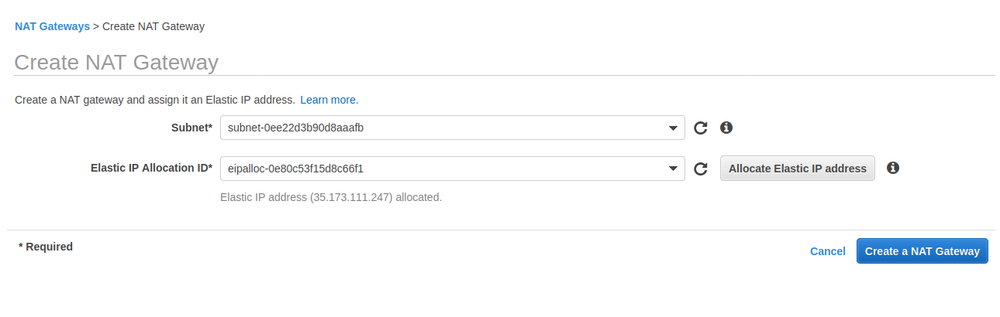 NAT Gateways > Create NAT Gateway
Create NAT Gateway
Create a NAT gateway and assign it an Elastic IP address. Learn more.
Subnet* subnet-0ee22d3b90d8aaafb
Elastic IP Allocation ID* eipalloc-0e80c53f15d8c66f1 Allocate Elastic IP address
Elastic IP address (35.173.111.247) allocated.
* Required
Cancel Create a NAT Gateway